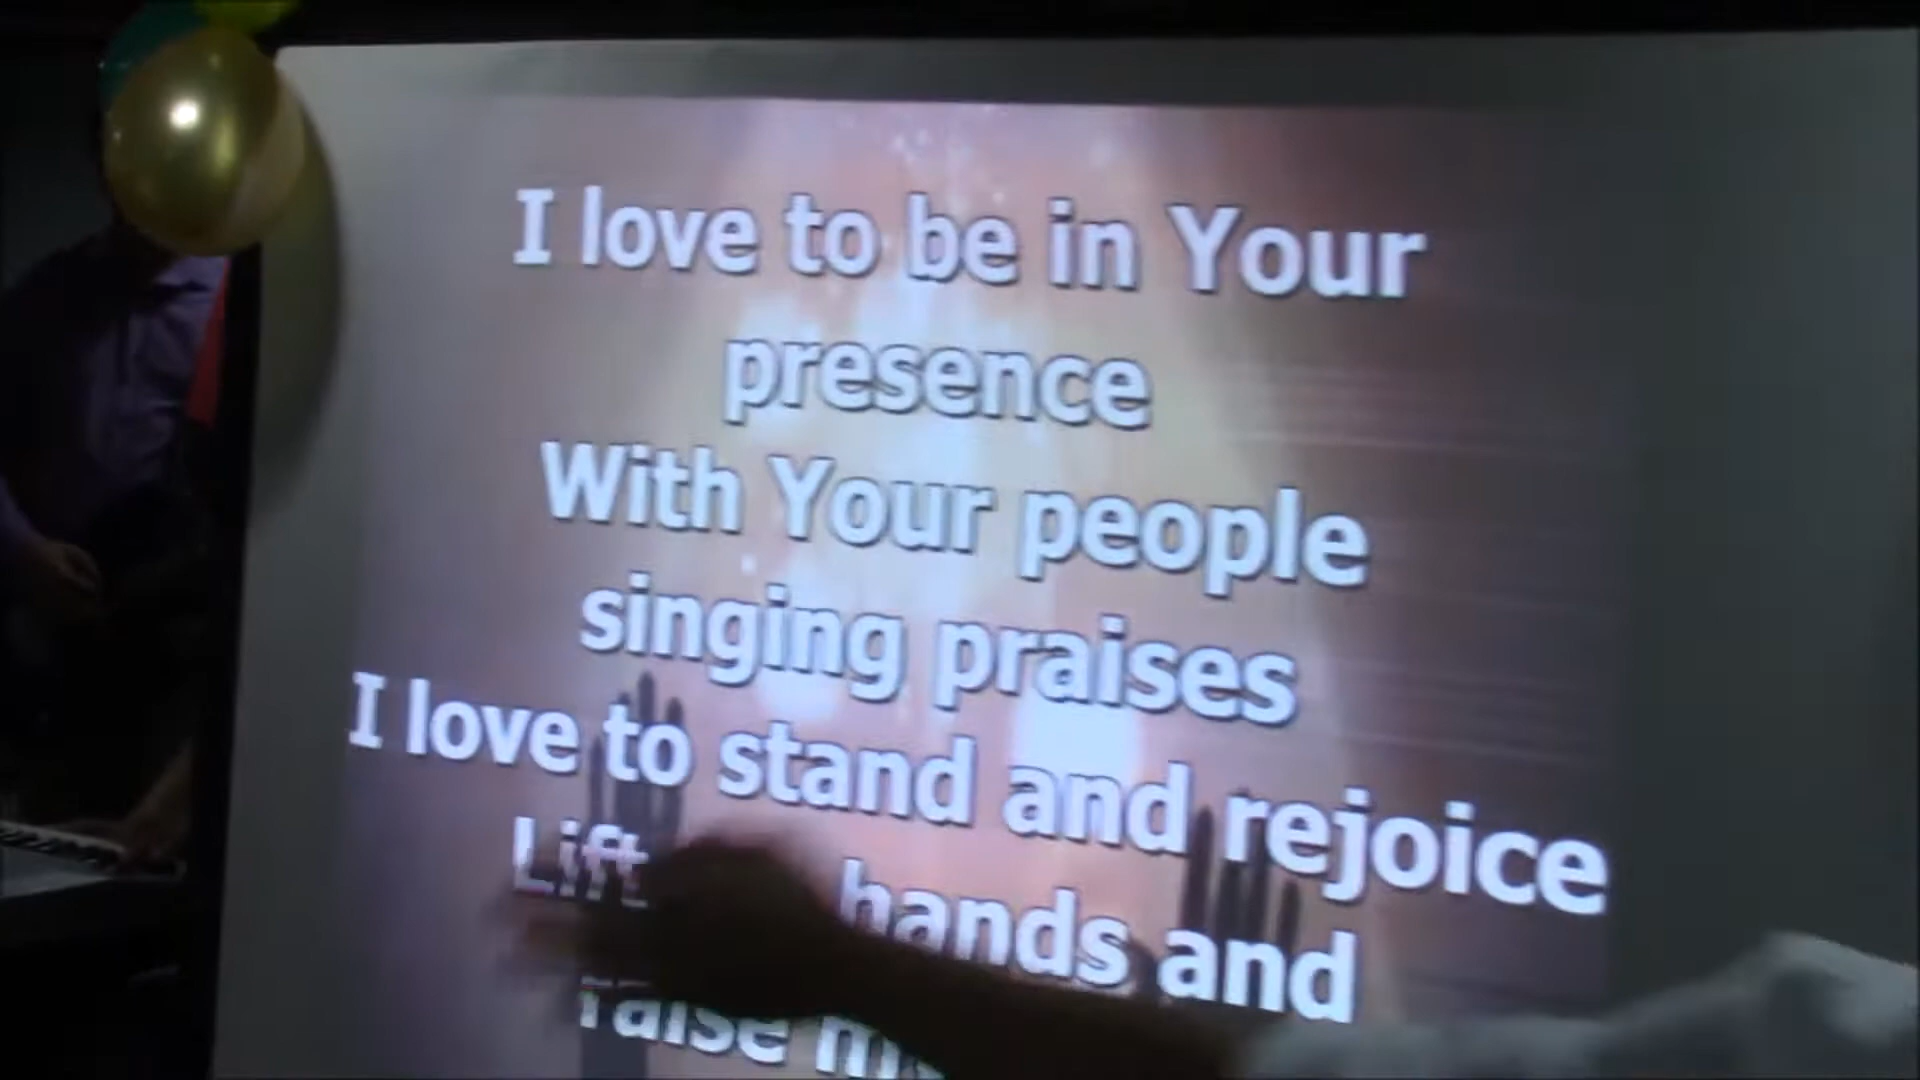 I love to be in Your
presence
With Your people
singing praises
I love to stand and rejoice
Lift hands and
raise